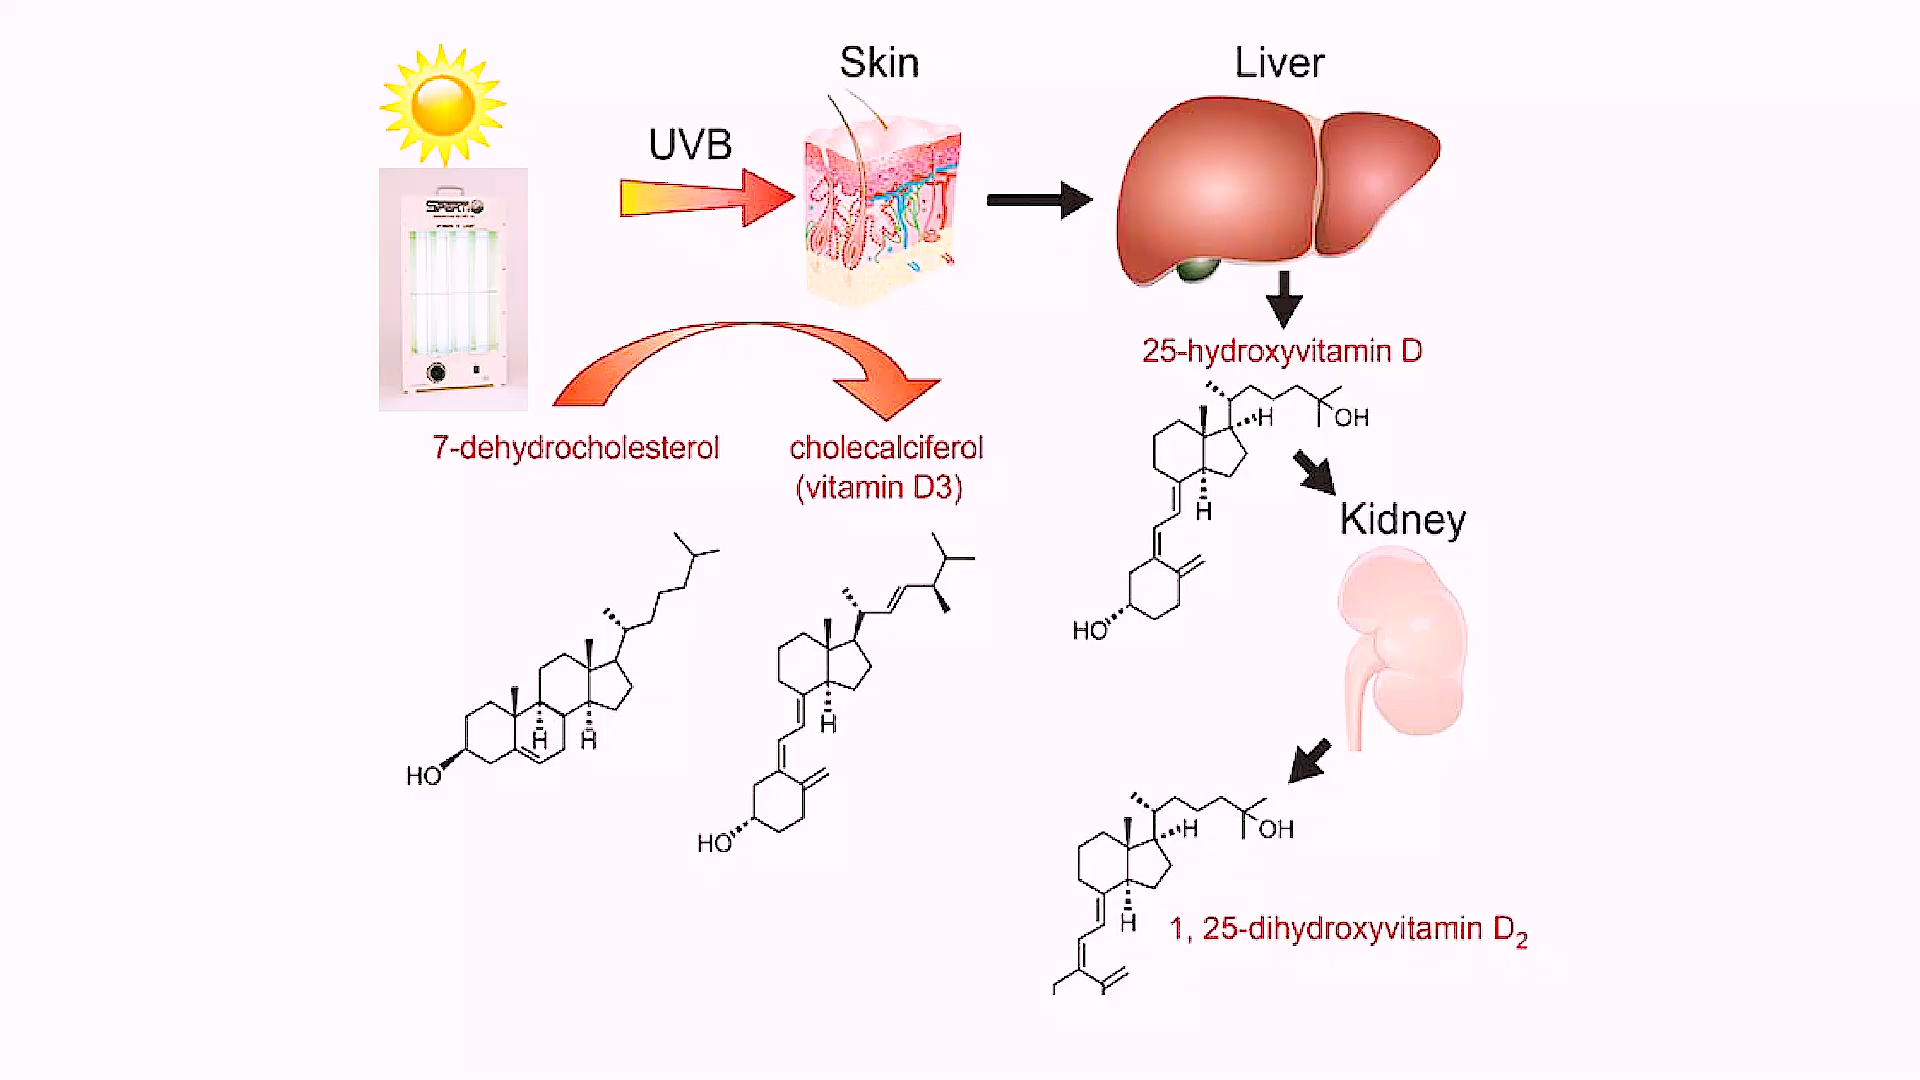 Skin
Liver
UVB
SPERTI
25-hydroxyvitamin D
H
OH
7-dehydrocholesterol
cholecalciferol
(vitamin D3)
H
Kidney
HO
H
H
H
HO
HO
H
OH
H
1, 25-dihydroxyvitamin D2